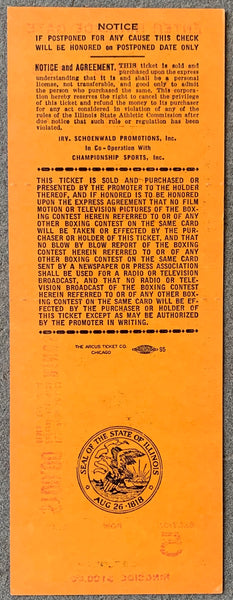 NOTICE
IF POSTPONED FOR ANY CAUSE THIS CHECK
WILL BE HONORED on POSTPONED DATE ONLY
NOTICE and AGREEMENT. THIS ticket is sold and
purchased upon the express
understanding that it is and shall be a personal
license, not transferable, and good only to admit
the person who purchased the same. This corpora-
tion hereby reserves the right to cancel the privilege
of this ticket and refund the money to its purchaser
for any act considered in violation of any of the
rules of the Illinois State Athletic Commission after
due notice that such rule or regulation has been
violated.
IRV. SCHOENWALD PROMOTIONS, Inc.
In Co-Operation With
CHAMPIONSHIP SPORTS, Inc.
THIS TICKET IS SOLD AND PURCHASED OR
PRESENTED BY THE PROMOTER TO THE HOLDER
THEREOF, AND IF HONORED IS TO BE HONORED
UPON THE EXPRESS AGREEMENT THAT NO FILM
MOTION OR TELEVISION PICTURES OF THE BOX-
ING CONTEST HEREIN REFERRED TO OR OF ANY
OTHER BOXING CONTEST ON THE SAME CARD
WILL BE TAKEN OR EFFECTED BY THE PUR-
CHASER OR HOLDER OF THIS TICKET, AND THAT
NO BLOW BY BLOW REPORT OF THE BOXING
CONTEST HEREIN REFERRED TO OR OF ANY
OTHER BOXING CONTEST ON THE SAME CARD
SENT BY A NEWSPAPER OR PRESS ASSOCIATION
SHALL BE USED FOR A RADIO OR TELEVISION
BROADCAST, AND THAT NO RADIO OR TELE-
VISION BROADCAST OF THE BOXING CONTEST
HEREIN REFERRED TO OR OF ANY OTHER BOX-
ING CONTEST ON THE SAME CARD WILL BE EF-
FECTED BY THE PURCHASER OR HOLDER OF
THIS TICKET EXCEPT AS MAY BE AUTHORIZED
BY THE PROMOTER IN WRITING.
THE ARCUS TICKET CO.
CHICAGO
55
SEAL OF THE STATE OF ILLINOIS
AUG. 26TH 1818